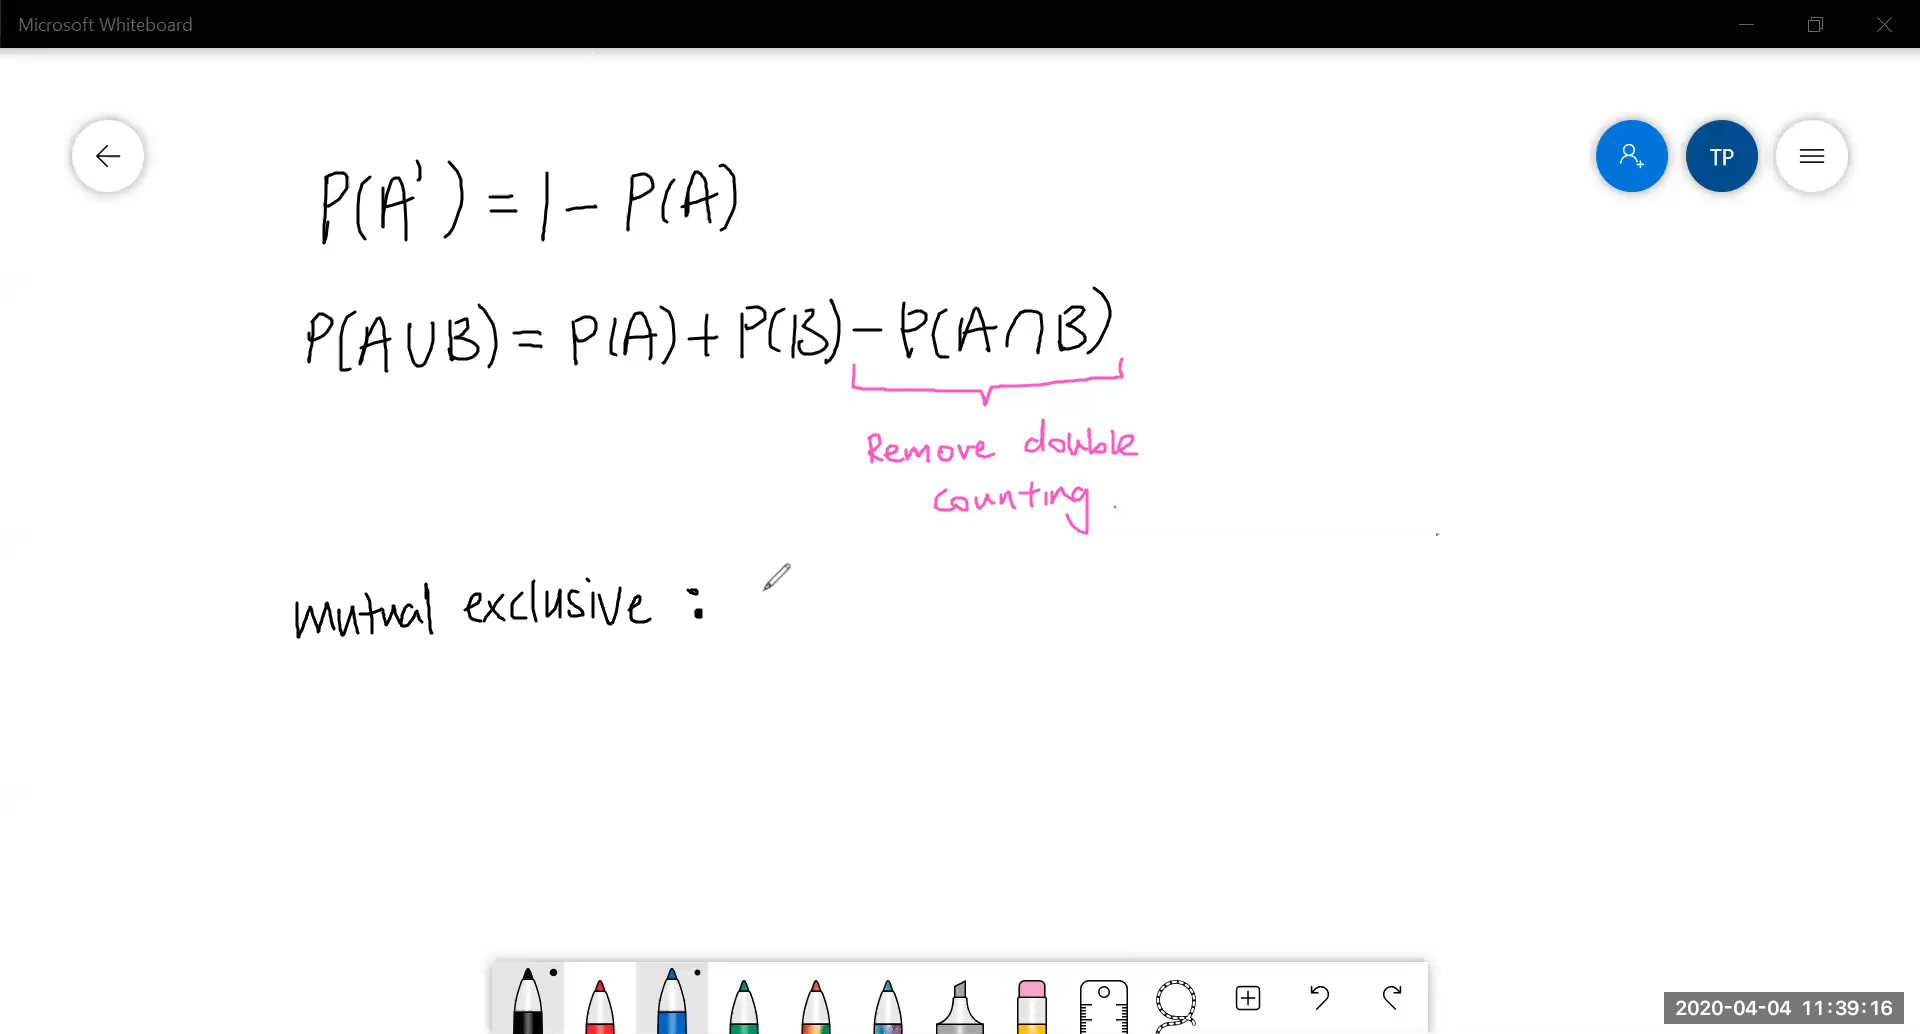 Microsoft Whiteboard
TP
P(A') = 1 - P(A)
P(A∪B) = P(A) + P(B) - P(A∩B)
Remove double
counting.
mutual exclusive :
2020-04-04 11:39:16